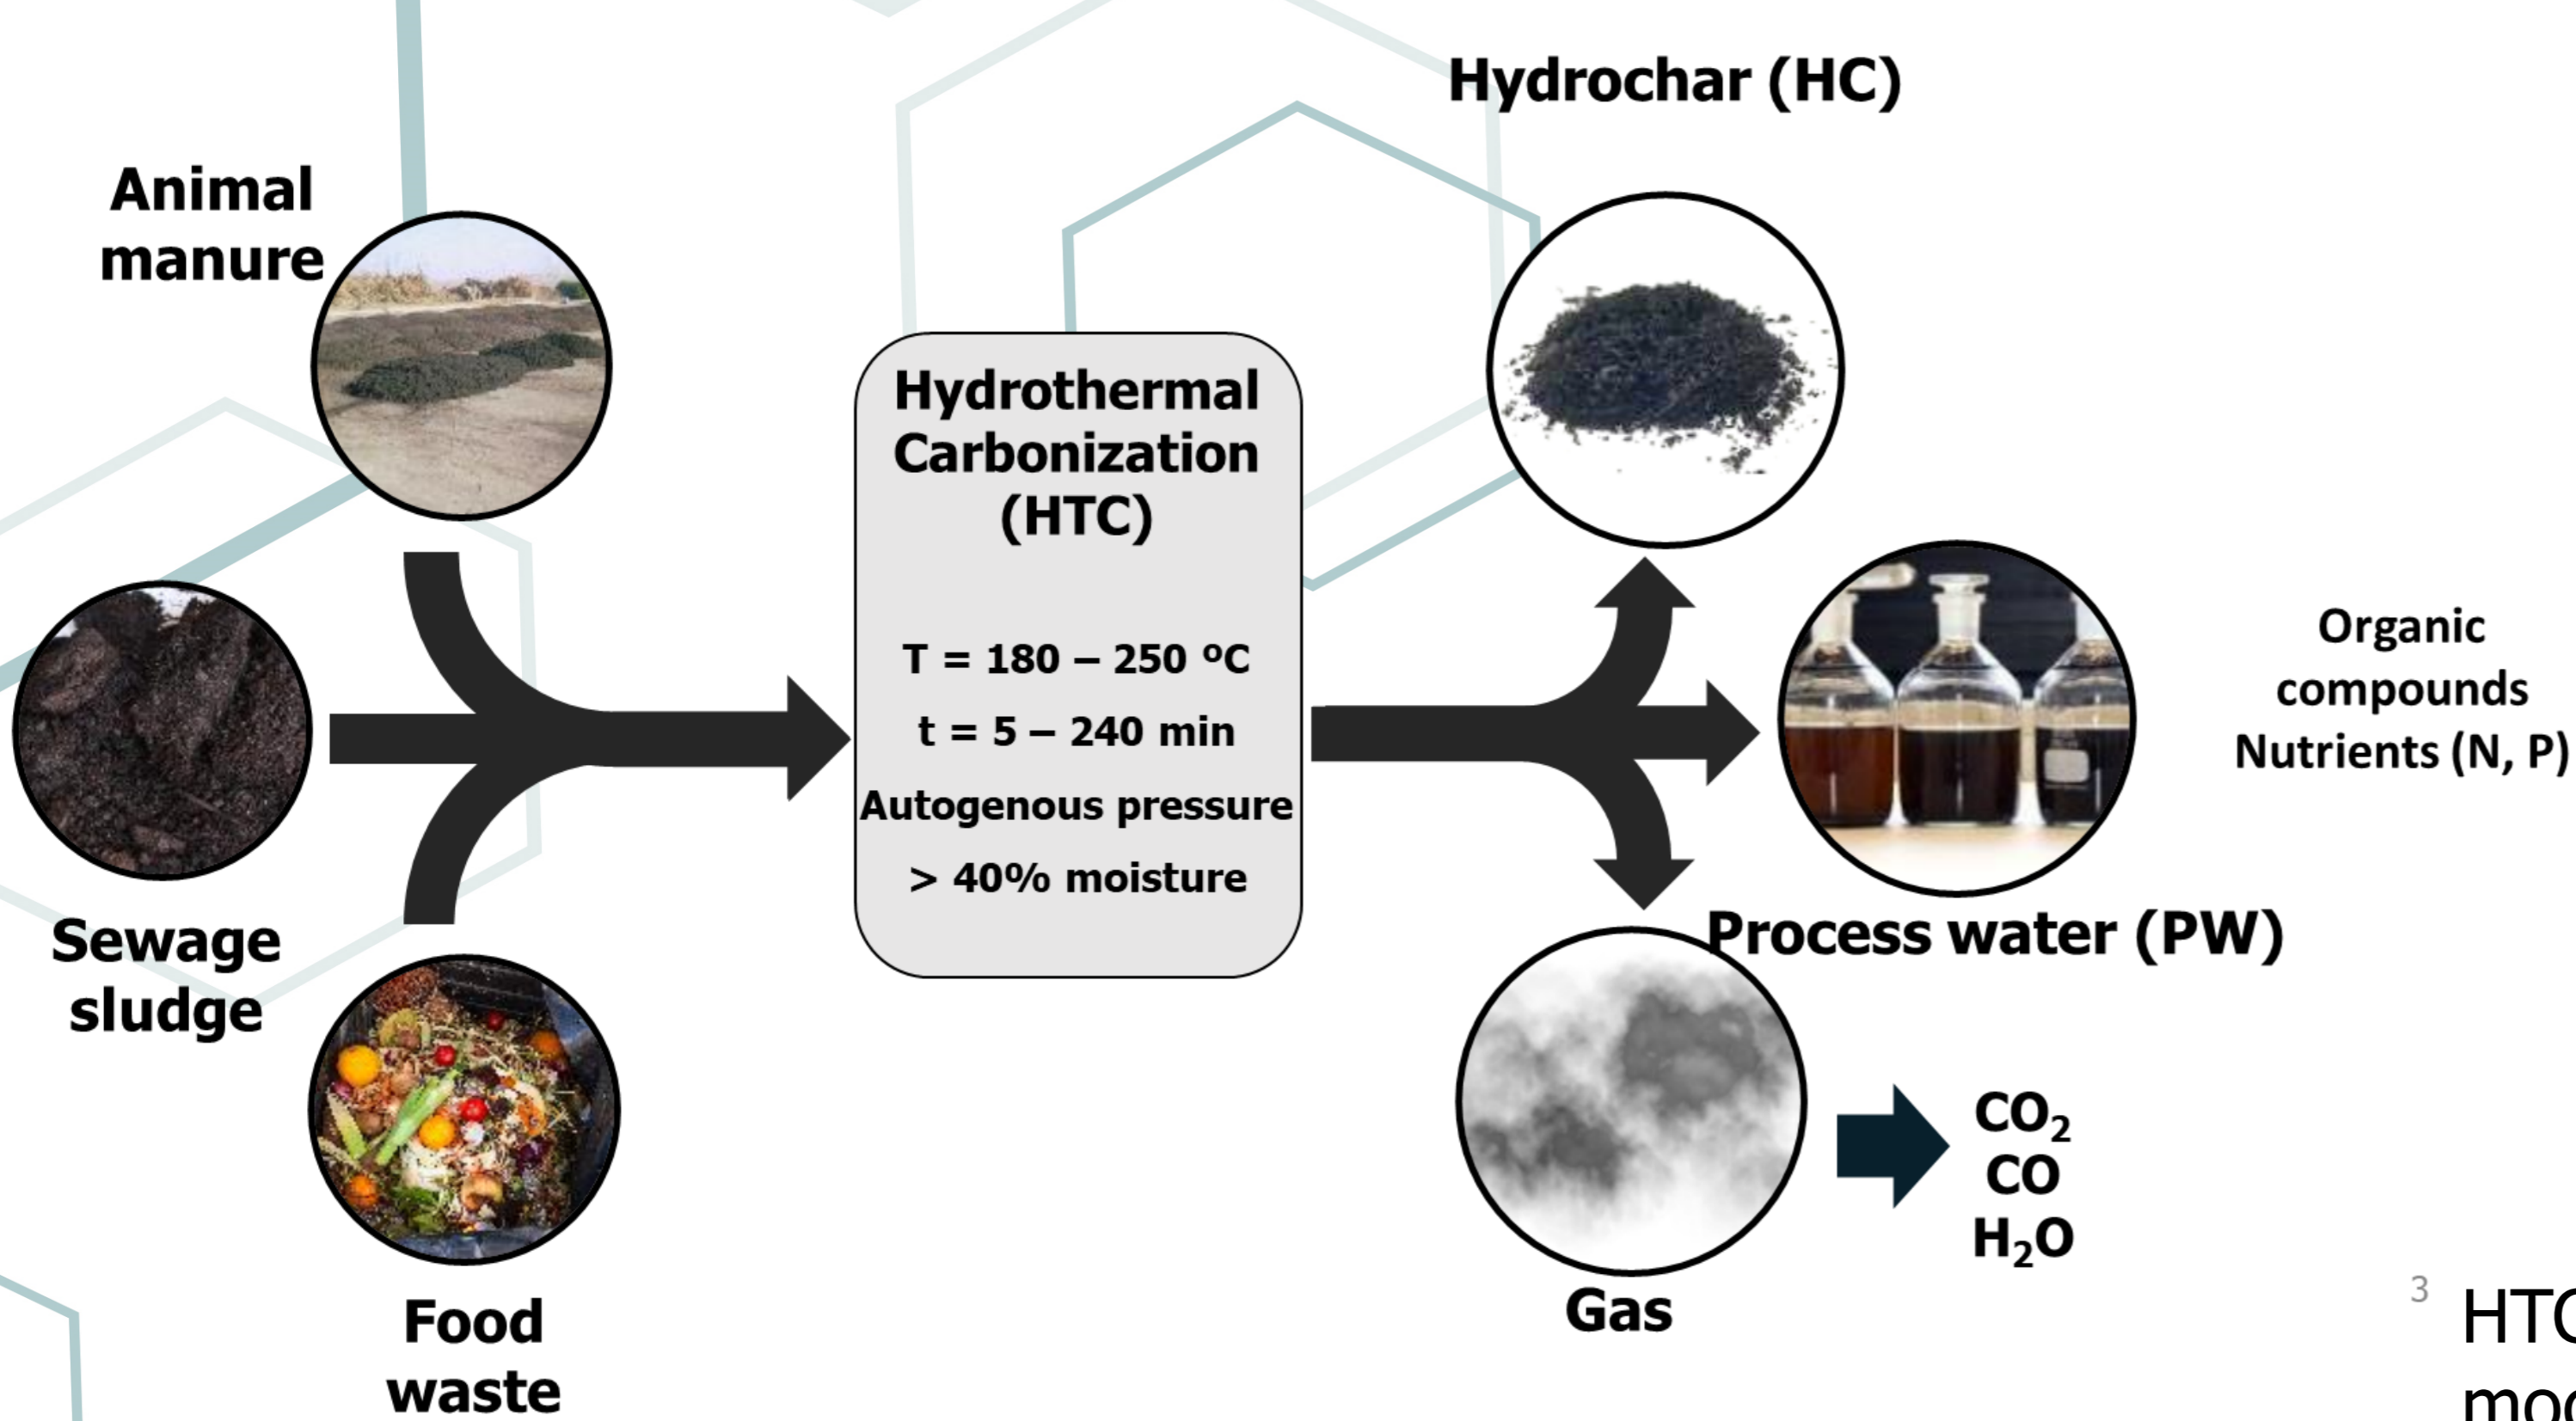 Hydrochar (HC)
Animal
manure
Hydrothermal
Carbonization
(HTC)
T = 180 – 250 ºC
t = 5 – 240 min
Autogenous pressure
> 40% moisture
Organic
compounds
Nutrients (N, P)
Sewage
sludge
Process water (PW)
CO₂
CO
H₂O
Food
waste
Gas
3